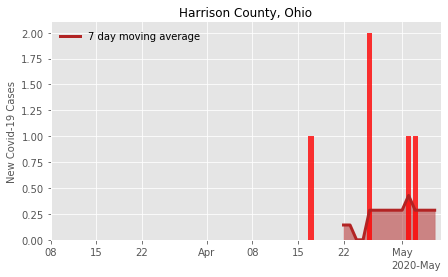 Harrison County, Ohio
7 day moving average
New Covid-19 Cases
2.00
1.75
1.50
1.25
1.00
0.75
0.50
0.25
0.00
08 15 22 Apr 08 15 22 May
2020-May